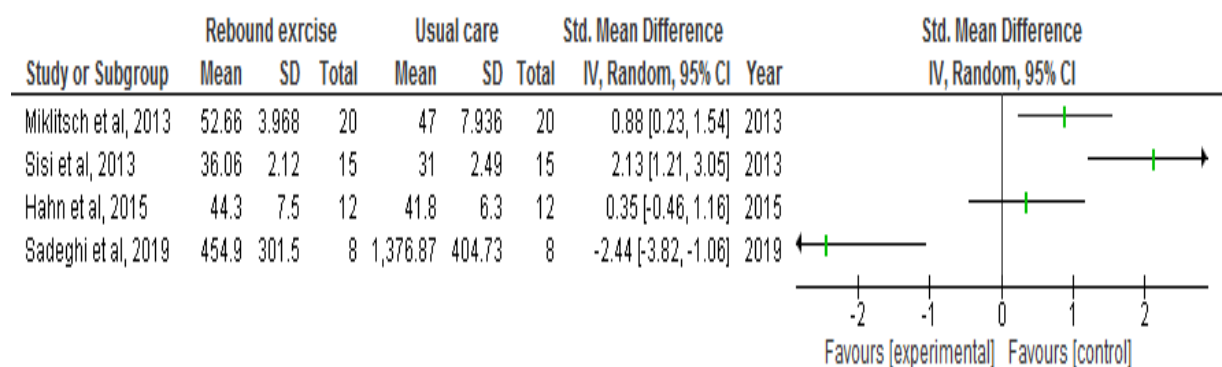 Rebound exrcise Usual care Std. Mean Difference Std. Mean Difference
Study or Subgroup Mean SD Total Mean SD Total IV, Random, 95% CI Year IV, Random, 95% CI
Miklitsch et al, 2013 52.66 3.968 20 47 7.936 20 0.88 [0.23, 1.54] 2013
Sisi et al, 2013 36.06 2.12 15 31 2.49 15 2.13 [1.21, 3.05] 2013
Hahn et al, 2015 44.3 7.5 12 41.8 6.3 12 0.35 [-0.46, 1.16] 2015
Sadeghi et al, 2019 454.9 301.5 8 1,376.87 404.73 8 -2.44 [-3.82, -1.06] 2019
-2 -1 0 1 2
Favours [experimental] Favours [control]